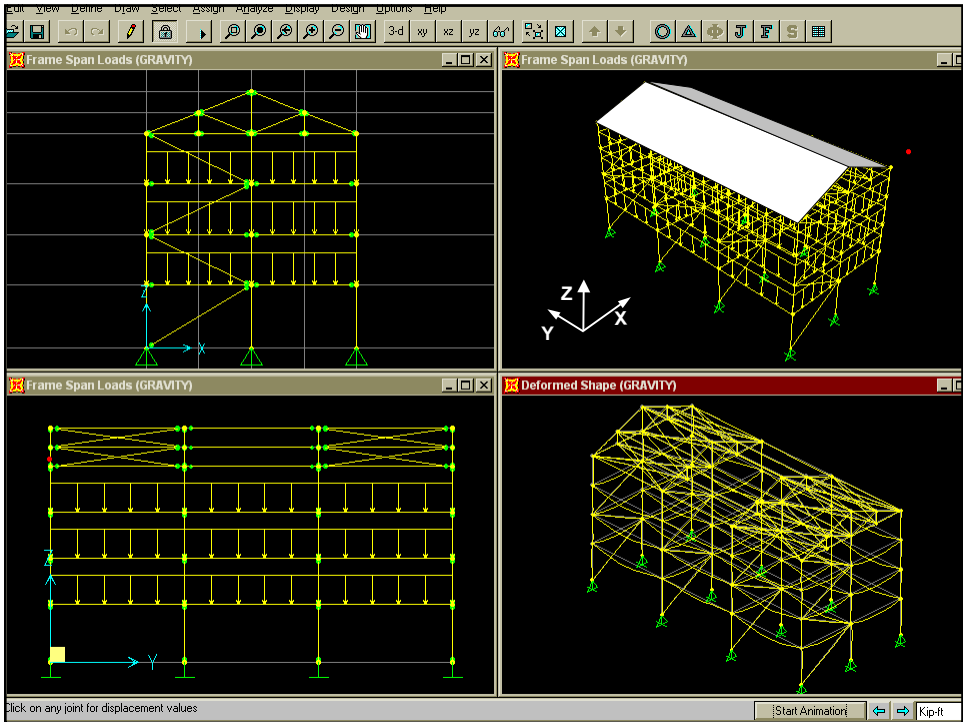 Edit View Define Draw Select Assign Analyze Display Design Options Help
3-d xy xz yz J F S
Frame Span Loads (GRAVITY)
Frame Span Loads (GRAVITY)
Z
X
Z
X
Y
Frame Span Loads (GRAVITY)
Deformed Shape (GRAVITY)
Z
Y
Click on any joint for displacement values
Start Animation
Kip-ft